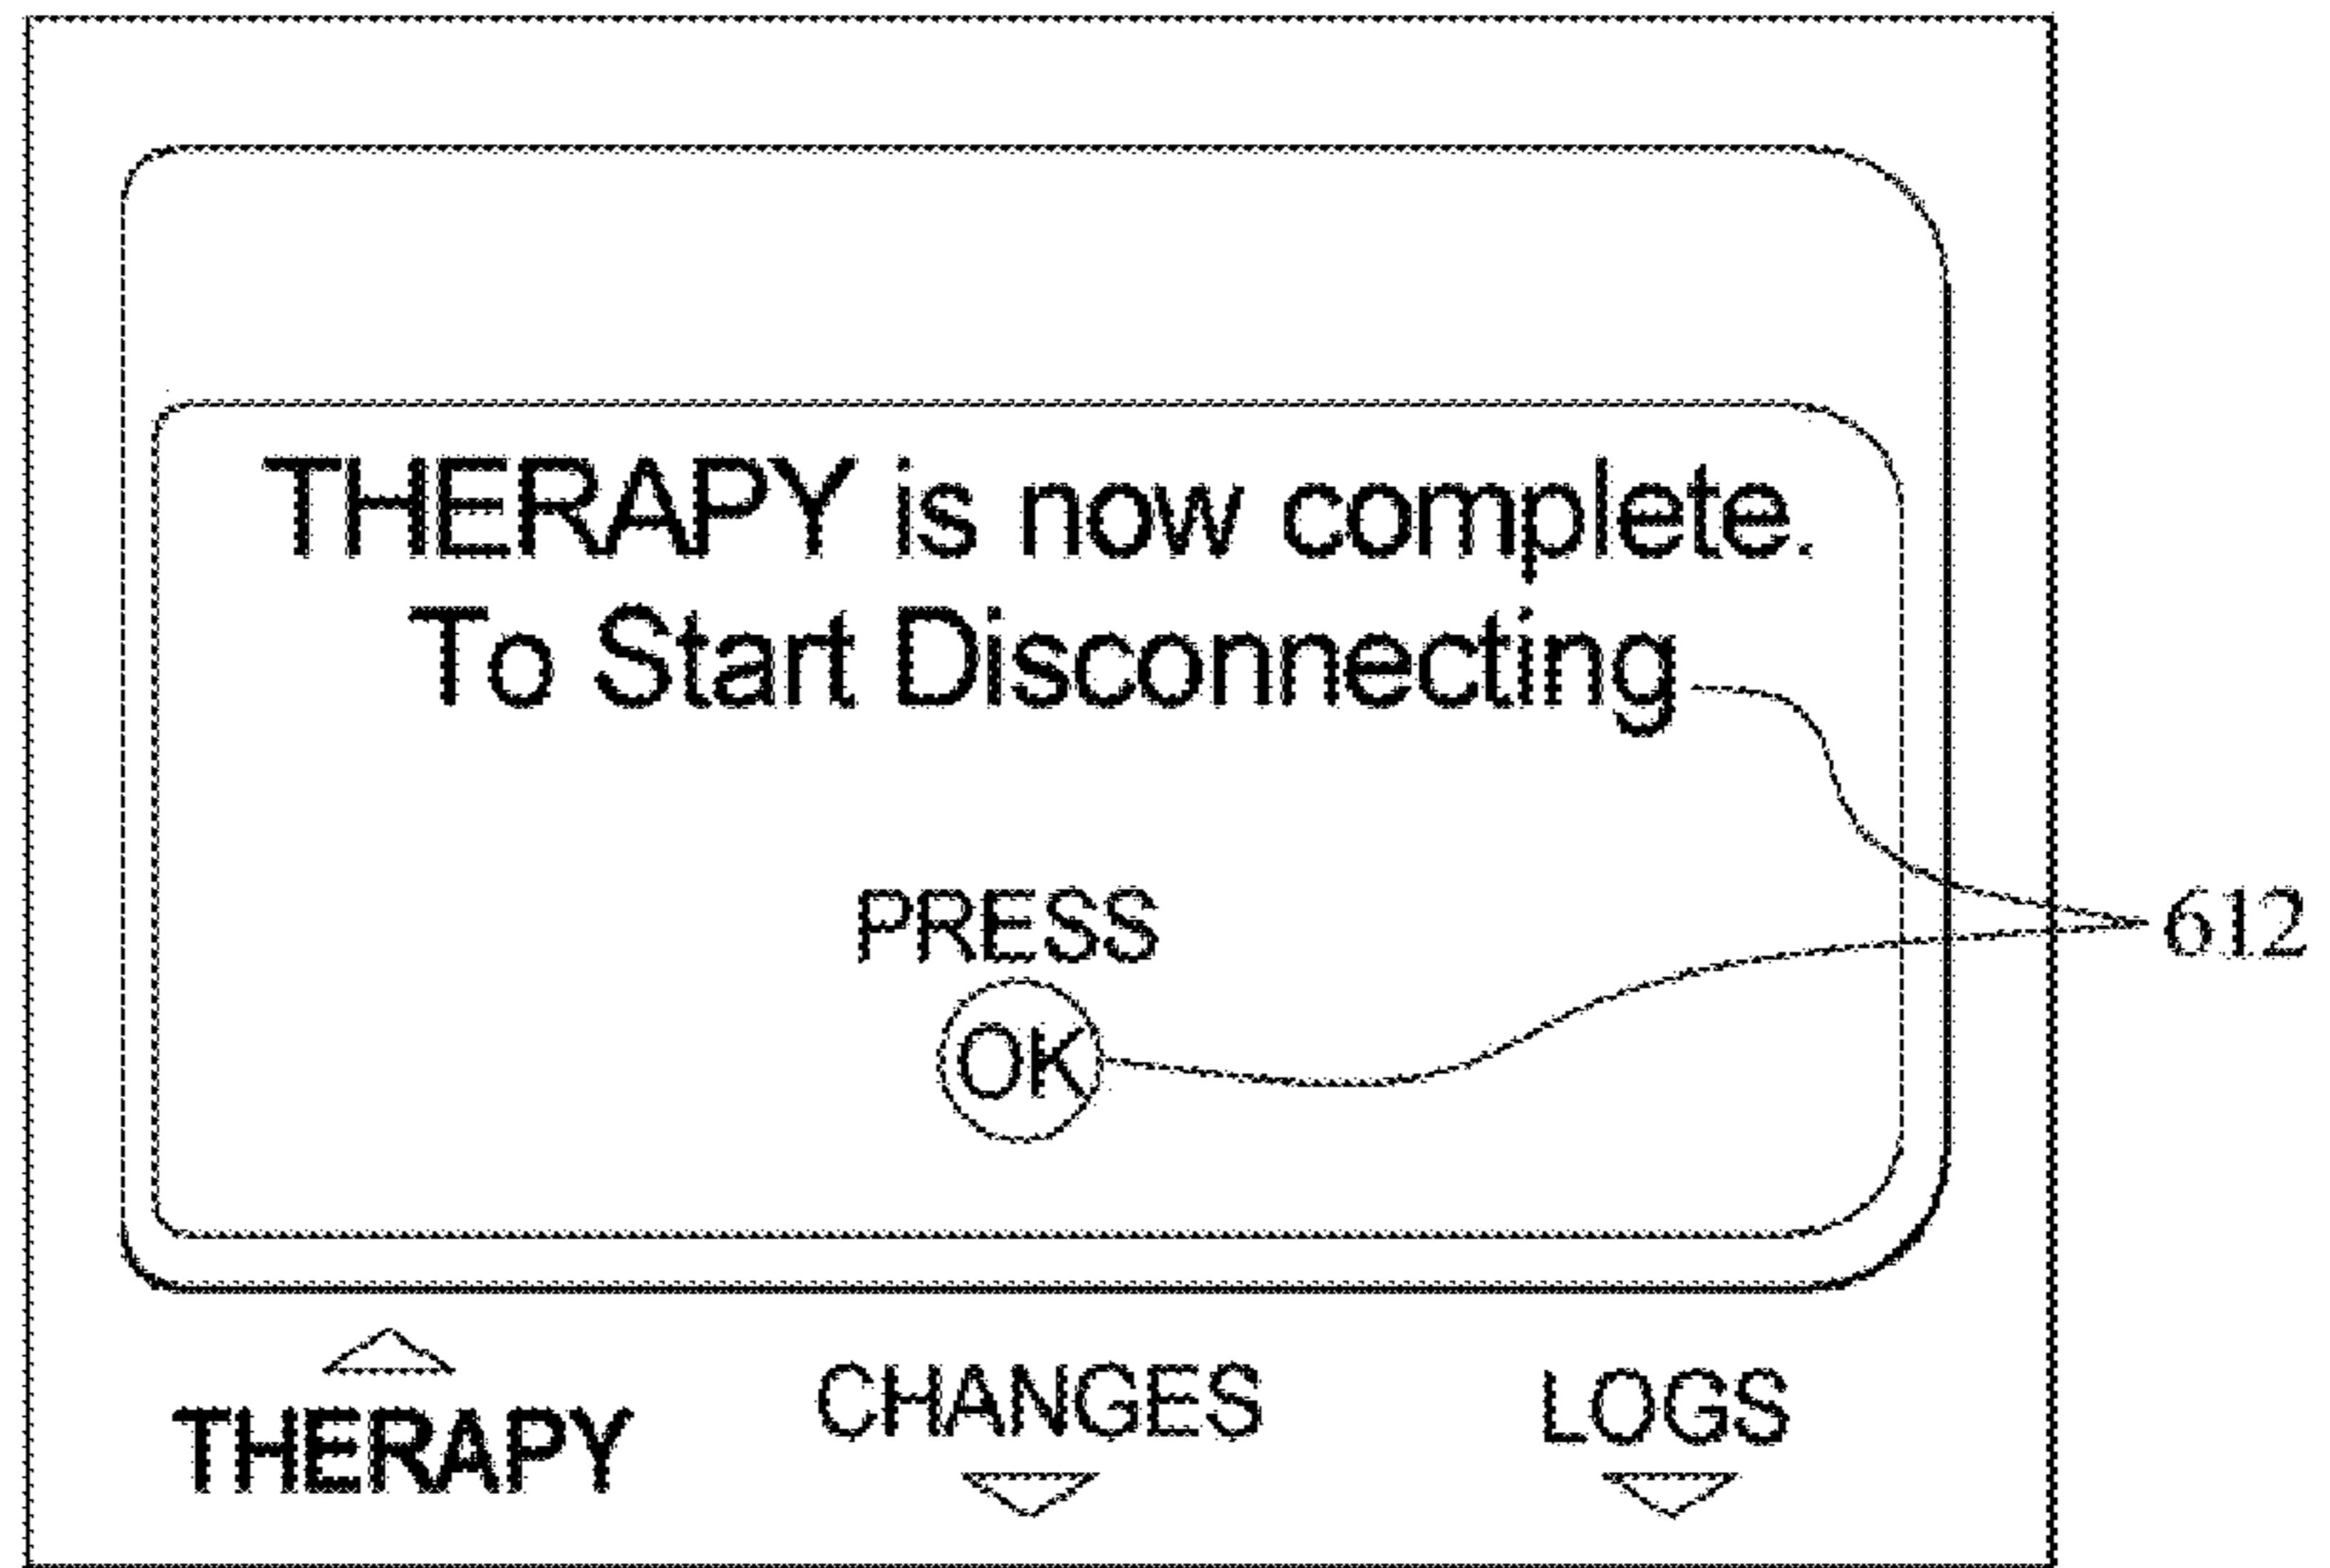 THERAPY is now complete.
To Start Disconnecting
PRESS
OK
612
THERAPY CHANGES LOGS